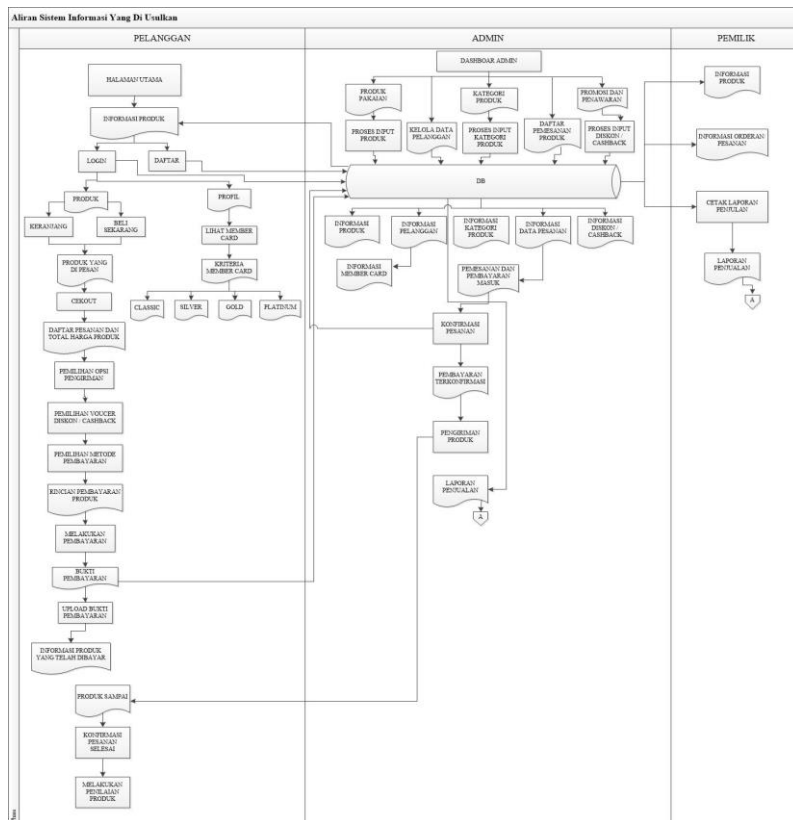 Aliran Sistem Informasi Yang Di Usulkan
PELANGGAN
HALAMAN UTAMA
INFORMASI PRODUK
LOGIN
DAFTAR
PRODUK
KERANJANG
BELI
SEKARANG
PRODUK YANG
DI PESAN
CEKOUT
DAFTAR PESANAN DAN
TOTAL HARGA PRODUK
PEMILIHAN OPSI
PENGIRIMAN
PEMILIHAN VOUCER
DISKON / CASHBACK
PEMILIHAN METODE
PEMBAYARAN
RINCIAN PEMBAYARAN
PRODUK
MELAKUKAN
PEMBAYARAN
BUKTI
PEMBAYARAN
UPLOAD BUKTI
PEMBAYARAN
INFORMASI PRODUK
YANG TELAH DIBAYAR
PRODUK SAMPAI
KONFIRMASI
PESANAN
SELESAI
MELAKUKAN
PENILAIAN
PRODUK
PROFIL
LIHAT MEMBER
CARD
KRITERIA
MEMBER CARD
CLASSIC
SILVER
GOLD
ADMIN
DASHBOAR ADMIN
PRODUK
PAKAIAN
KATEGORI
PRODUK
PROMOSI DAN
PENAWARAN
PROSES INPUT
PRODUK
KELOLA DATA
PELANGGAN
PROSES INPUT
KATEGORI
PRODUK
DAFTAR
PEMESANAN
PRODUK
PROSES INPUT
DISKON /
CASHBACK
DB
INFORMASI
PRODUK
INFORMASI
PELANGGAN
INFORMASI
KATEGORI
PRODUK
INFORMASI
DATA PESANAN
INFORMASI
DISKON /
CASHBACK
INFORMASI
MEMBER CARD
PEMESANAN DAN
PEMBAYARAN
MASUK
KONFIRMASI
PESANAN
PEMBAYARAN
TERKONFIRMASI
PENGIRIMAN
PRODUK
LAPORAN
PENJUALAN
A
PEMILIK
INFORMASI
PRODUK
INFORMASI ORDERAN
PESANAN
CETAK LAPORAN
PENJULAN
LAPORAN
PENJUALAN
A